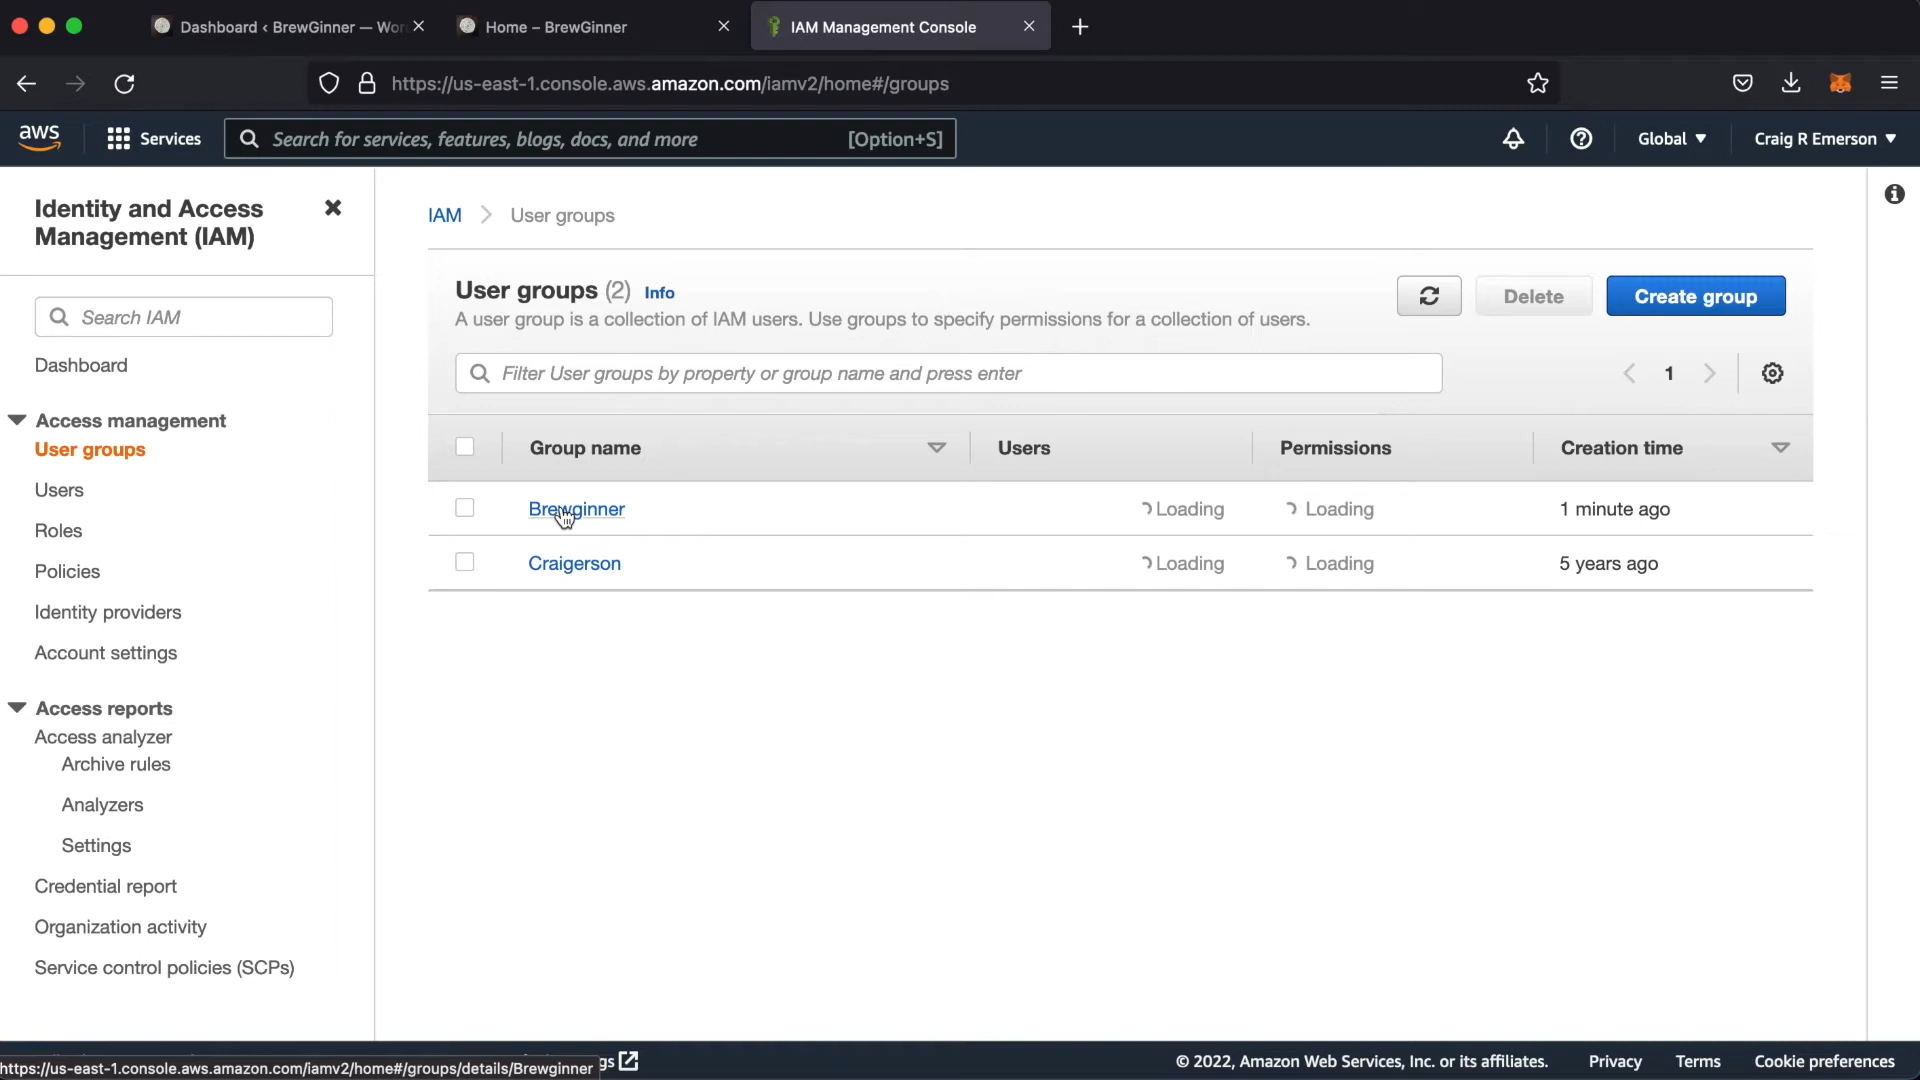 Dashboard ‹ BrewGinner — Wor
Home – BrewGinner
IAM Management Console
https://us-east-1.console.aws.amazon.com/iamv2/home#/groups
aws
Services
Search for services, features, blogs, docs, and more
[Option+S]
Global
Craig R Emerson
Identity and Access
Management (IAM)
Search IAM
Dashboard
Access management
User groups
Users
Roles
Policies
Identity providers
Account settings
Access reports
Access analyzer
Archive rules
Analyzers
Settings
Credential report
Organization activity
Service control policies (SCPs)
IAM
User groups
User groups (2) Info
A user group is a collection of IAM users. Use groups to specify permissions for a collection of users.
Delete
Create group
Filter User groups by property or group name and press enter
1
Group name
Users
Permissions
Creation time
Brewginner
Loading
Loading
1 minute ago
Craigerson
Loading
Loading
5 years ago
https://us-east-1.console.aws.amazon.com/iamv2/home#/groups/details/Brewginner
gs
© 2022, Amazon Web Services, Inc. or its affiliates.
Privacy
Terms
Cookie preferences